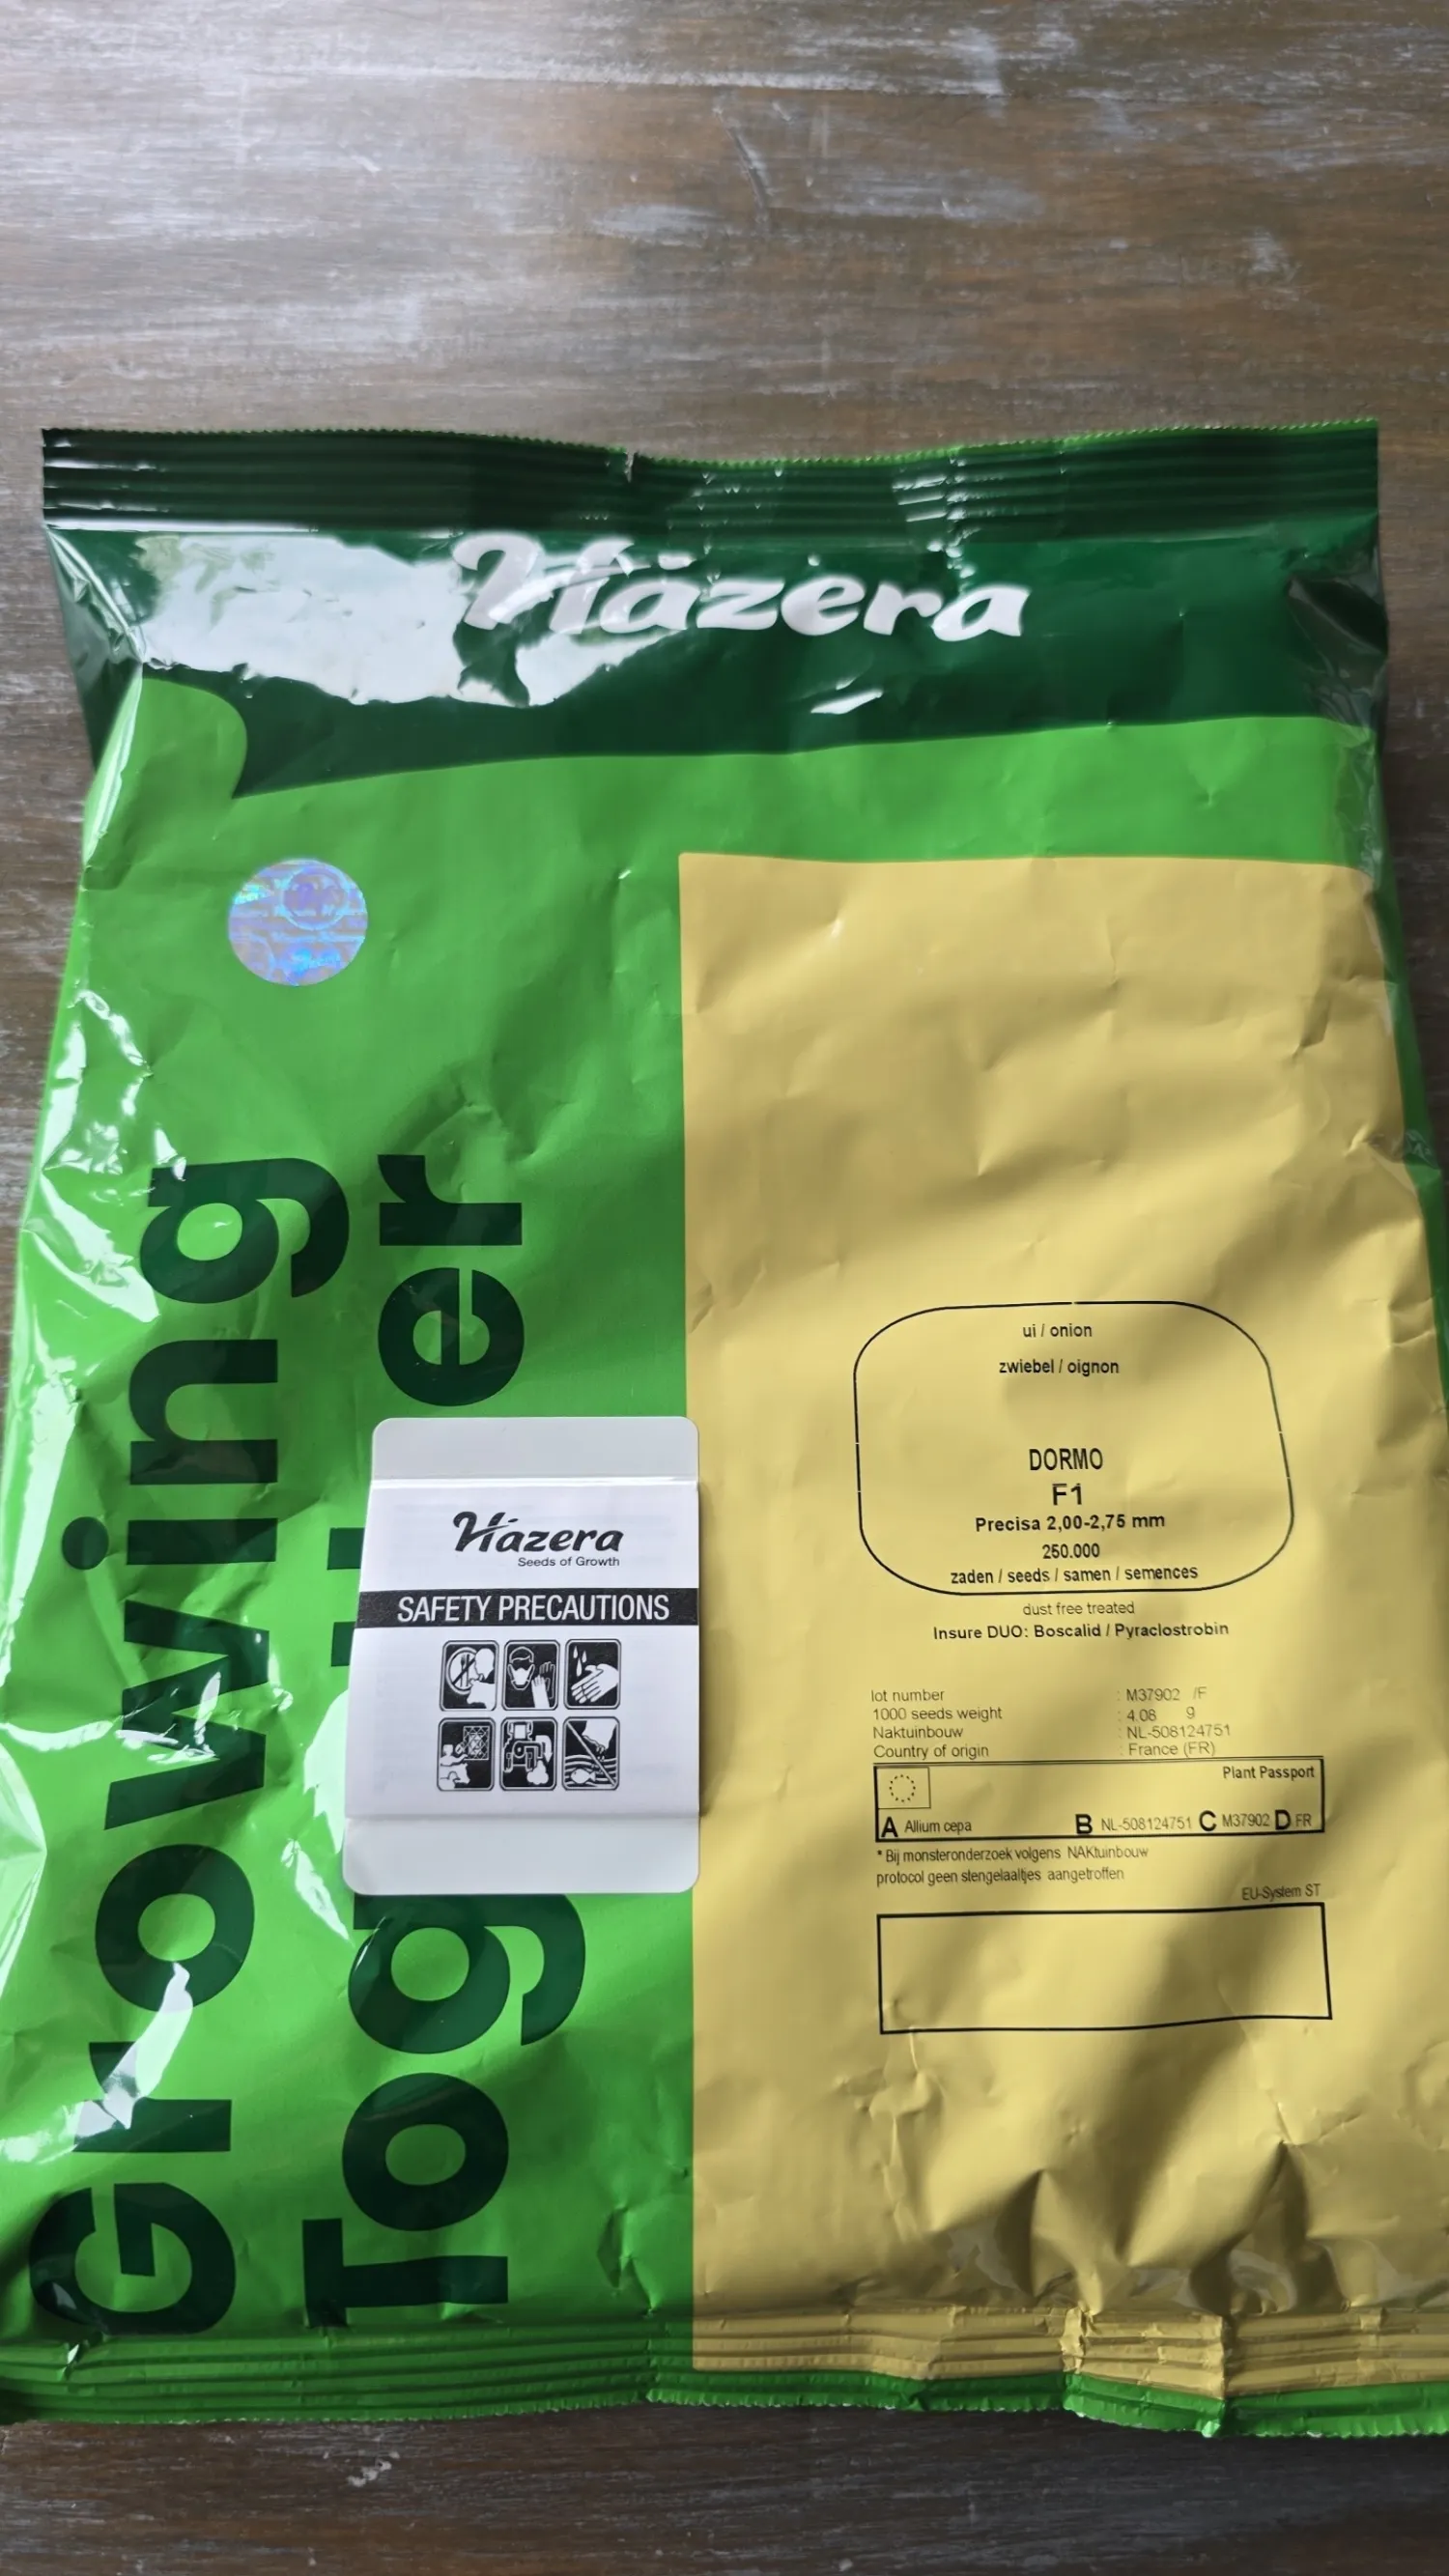 Hazera
Growing
Tog er
Hazera
Seeds of Growth
SAFETY PRECAUTIONS
ui / onion
zwiebel / oignon
DORMO
F1
Precisa 2,00-2,75 mm
250.000
zaden / seeds / samen / semences
dust free treated
Insure DUO: Boscalid / Pyraclostrobin
lot number : M37902 /F
1000 seeds weight : 4.08 g
Naktuinbouw : NL-508124751
Country of origin : France (FR)
Plant Passport
A Allium cepa B NL-508124751 C M37902 D FR
* Bij monsteronderzoek volgens NAKtuinbouw
protocol geen stengelaaltjes aangetroffen
EU-System ST